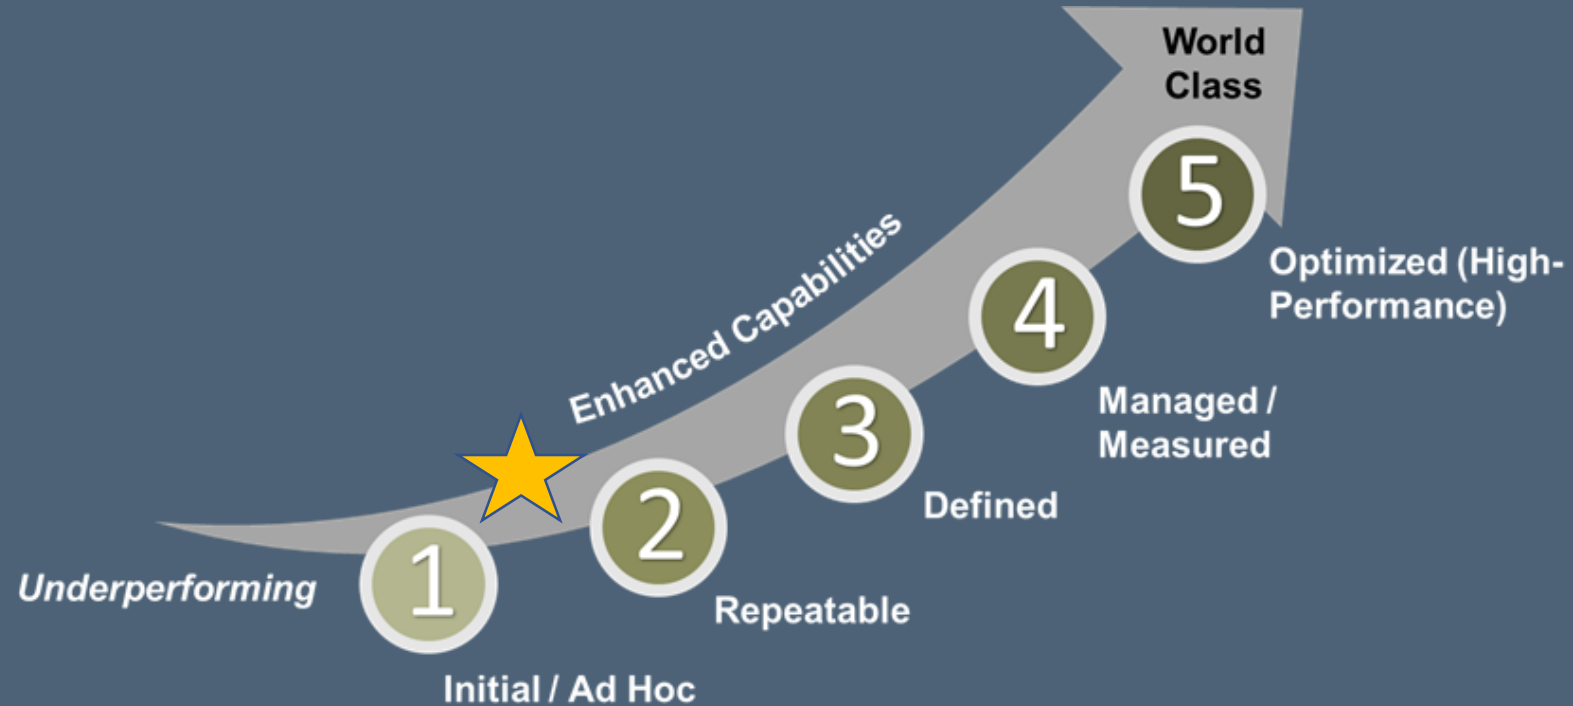 World
Class
5
Optimized (High-
Performance)
Enhanced Capabilities
4
Managed /
Measured
3
Defined
2
Repeatable
Underperforming
1
Initial / Ad Hoc